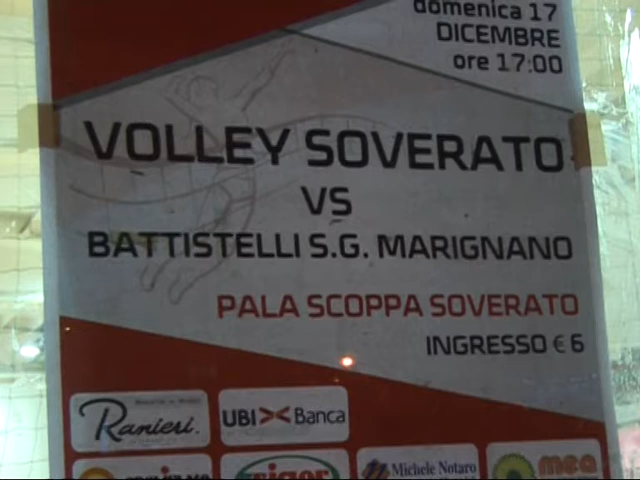 domenica 17
DICEMBRE
ore 17:00
VOLLEY SOVERATO
VS
BATTISTELLI S.G. MARIGNANO
PALA SCOPPA SOVERATO
INGRESSO € 6
Ranieri.
UBI Banca
Michele Notaro
mea